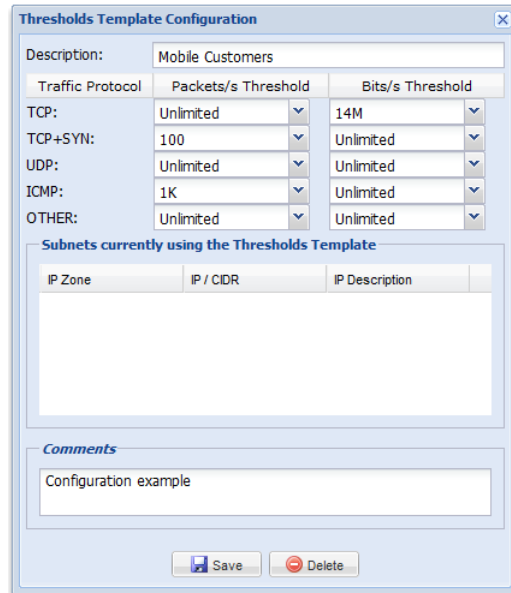 Thresholds Template Configuration
Description: Mobile Customers
Traffic Protocol Packets/s Threshold Bits/s Threshold
TCP: Unlimited 14M
TCP+SYN: 100 Unlimited
UDP: Unlimited Unlimited
ICMP: 1K Unlimited
OTHER: Unlimited Unlimited
Subnets currently using the Thresholds Template
IP Zone IP / CIDR IP Description
Comments
Configuration example
Save Delete